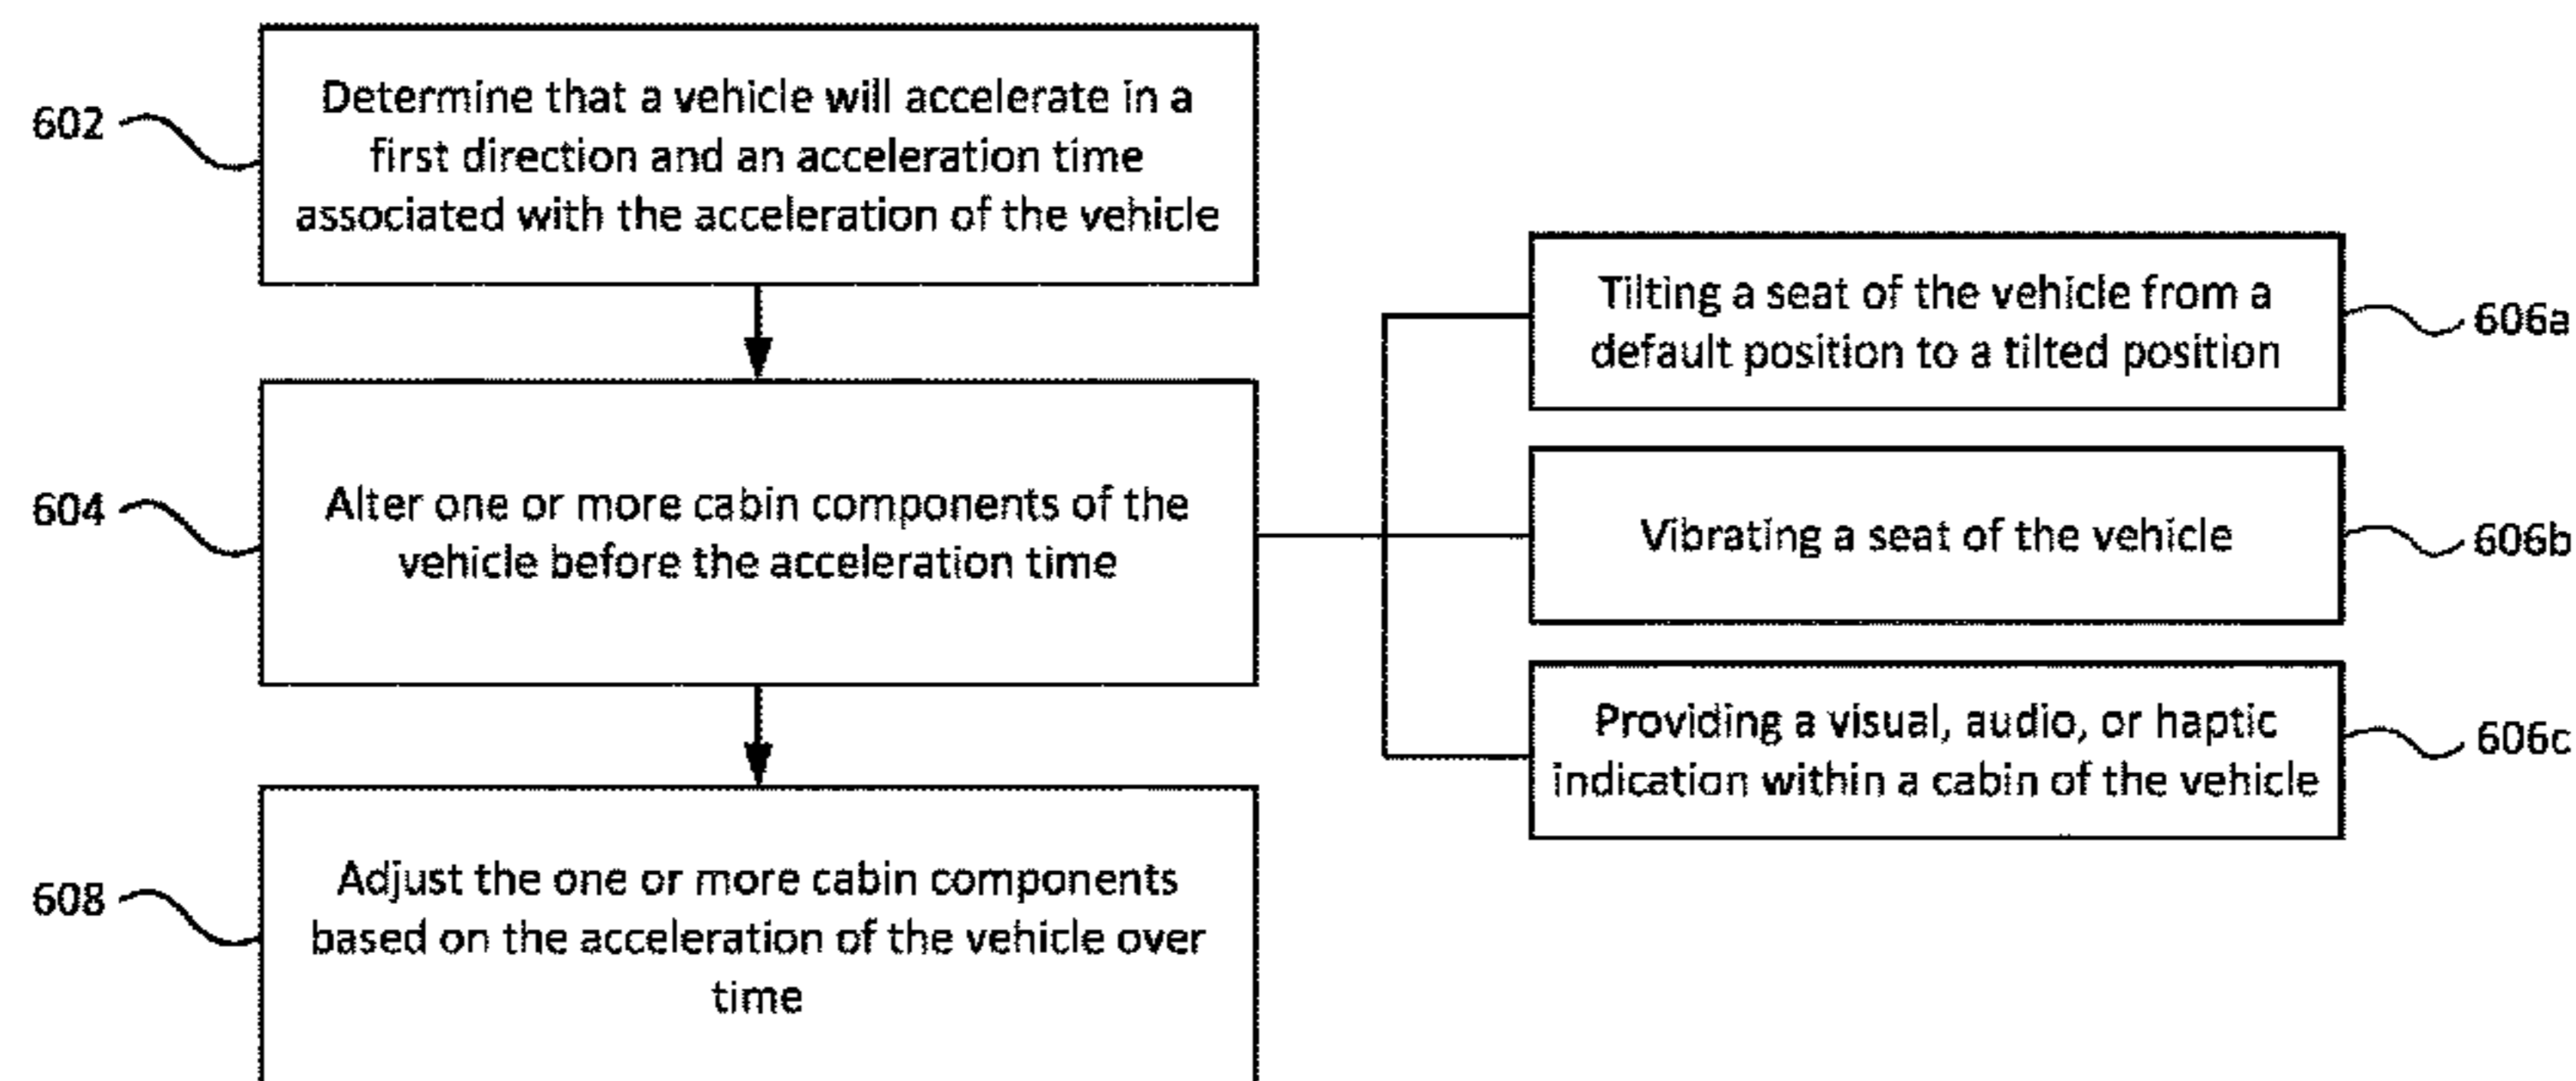 602
Determine that a vehicle will accelerate in a
first direction and an acceleration time
associated with the acceleration of the vehicle
604
Alter one or more cabin components of the
vehicle before the acceleration time
Tilting a seat of the vehicle from a
default position to a tilted position
606a
Vibrating a seat of the vehicle
606b
Providing a visual, audio, or haptic
indication within a cabin of the vehicle
606c
608
Adjust the one or more cabin components
based on the acceleration of the vehicle over
time